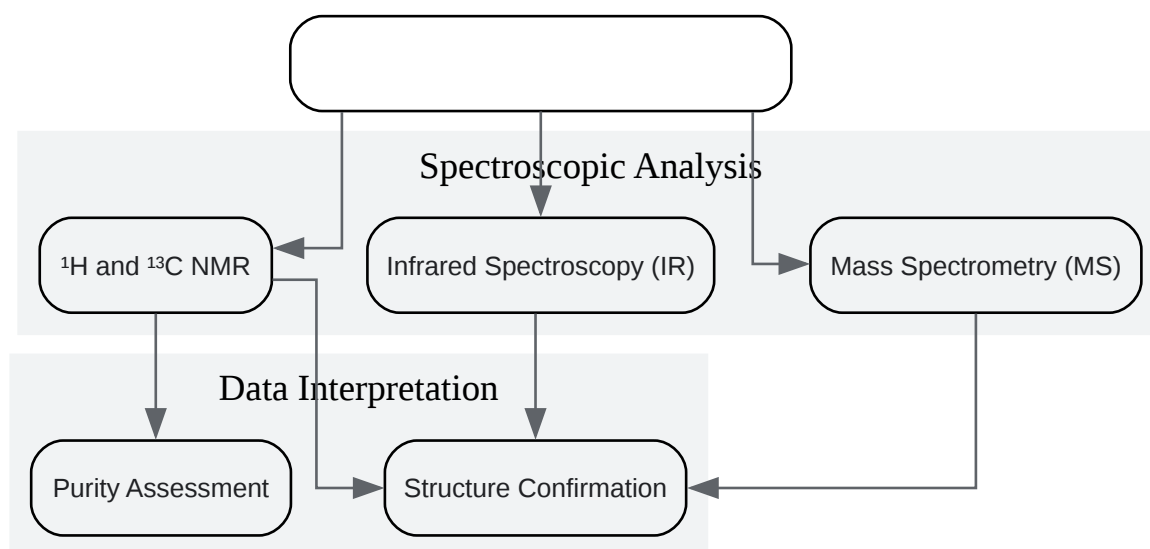 Spectroscopic Analysis
¹H and ¹³C NMR
Infrared Spectroscopy (IR)
Mass Spectrometry (MS)
Data Interpretation
Purity Assessment
Structure Confirmation